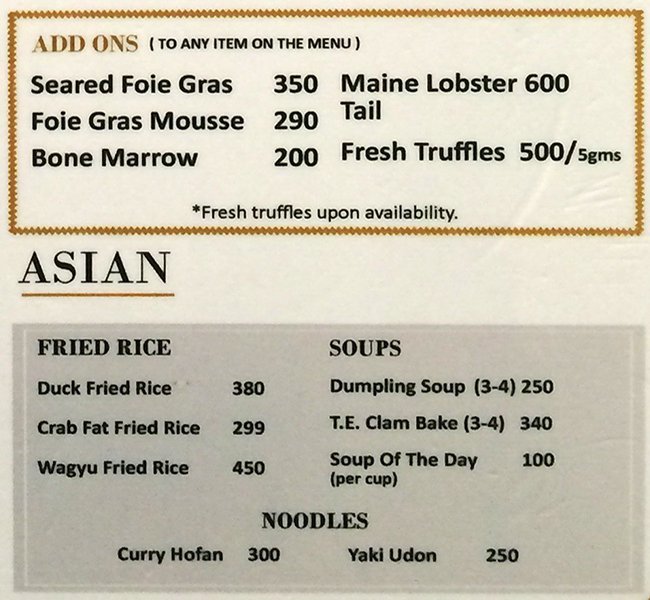 ADD ONS ( TO ANY ITEM ON THE MENU )
Seared Foie Gras 350
Foie Gras Mousse 290
Bone Marrow 200
Maine Lobster 600
Tail
Fresh Truffles 500/5gms
*Fresh truffles upon availability.
ASIAN
FRIED RICE
Duck Fried Rice 380
Crab Fat Fried Rice 299
Wagyu Fried Rice 450
SOUPS
Dumpling Soup (3-4) 250
T.E. Clam Bake (3-4) 340
Soup Of The Day 100
(per cup)
NOODLES
Curry Hofan 300 Yaki Udon 250